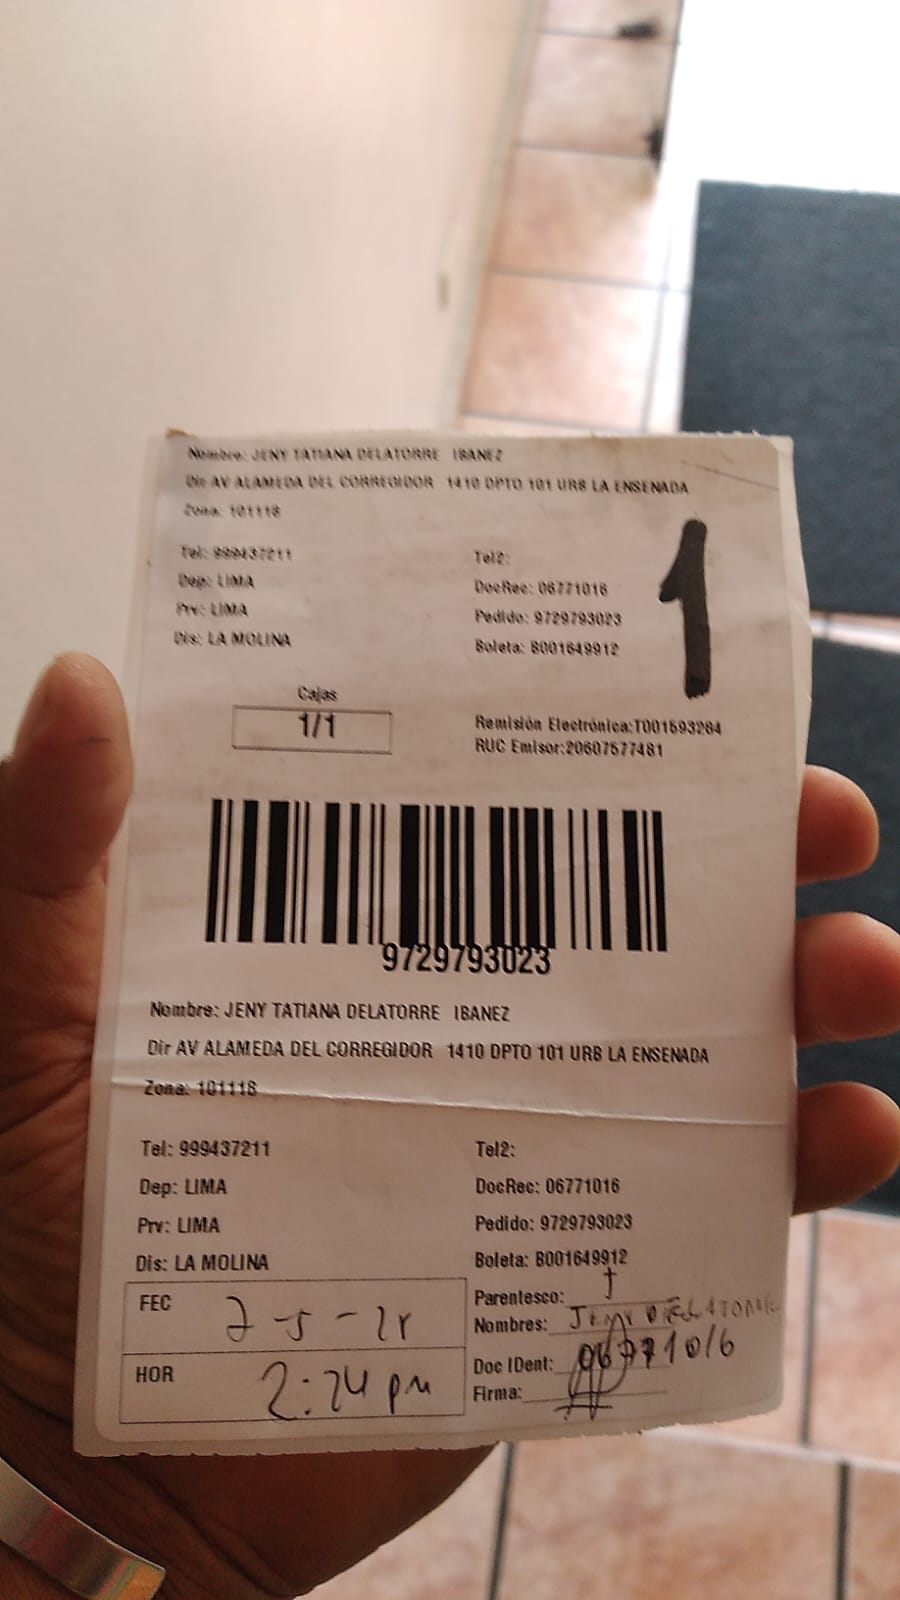 Nombre: JENY TATIANA DELATORRE IBANEZ
Dir AV ALAMEDA DEL CORREGIDOR 1410 DPTO 101 URB LA ENSENADA
Zona: 101118
Tel: 999437211 Tel2:
Dep: LIMA DocRec: 06771016
Prv: LIMA Pedido: 9729793023
Dis: LA MOLINA Boleta: B001649912
1
Cajas
1/1
Remisión Electrónica:T001593264
RUC Emisor:20607577481
9729793023
Nombre: JENY TATIANA DELATORRE IBANEZ
Dir AV ALAMEDA DEL CORREGIDOR 1410 DPTO 101 URB LA ENSENADA
Zona: 101118
Tel: 999437211 Tel2:
Dep: LIMA DocRec: 06771016
Prv: LIMA Pedido: 9729793023
Dis: LA MOLINA Boleta: B001649912
FEC
HOR 2:24 pm
Parentesco:
Nombres: JENY DELATORRE
Doc IDent: 06771016
Firma: